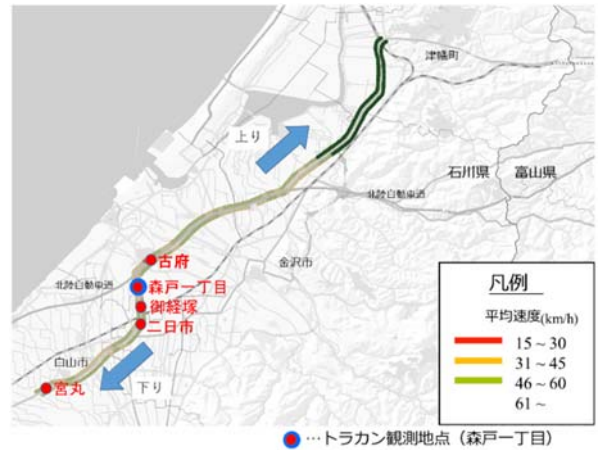 津幡町
上り
石川県
富山県
北陸自動車道
古府
金沢市
北陸自動車道
森戸一丁目
御経塚
二日市
白山市
下り
宮丸
凡例
平均速度(km/h)
15～30
31～45
46～60
61～
…トラカン観測地点（森戸一丁目）